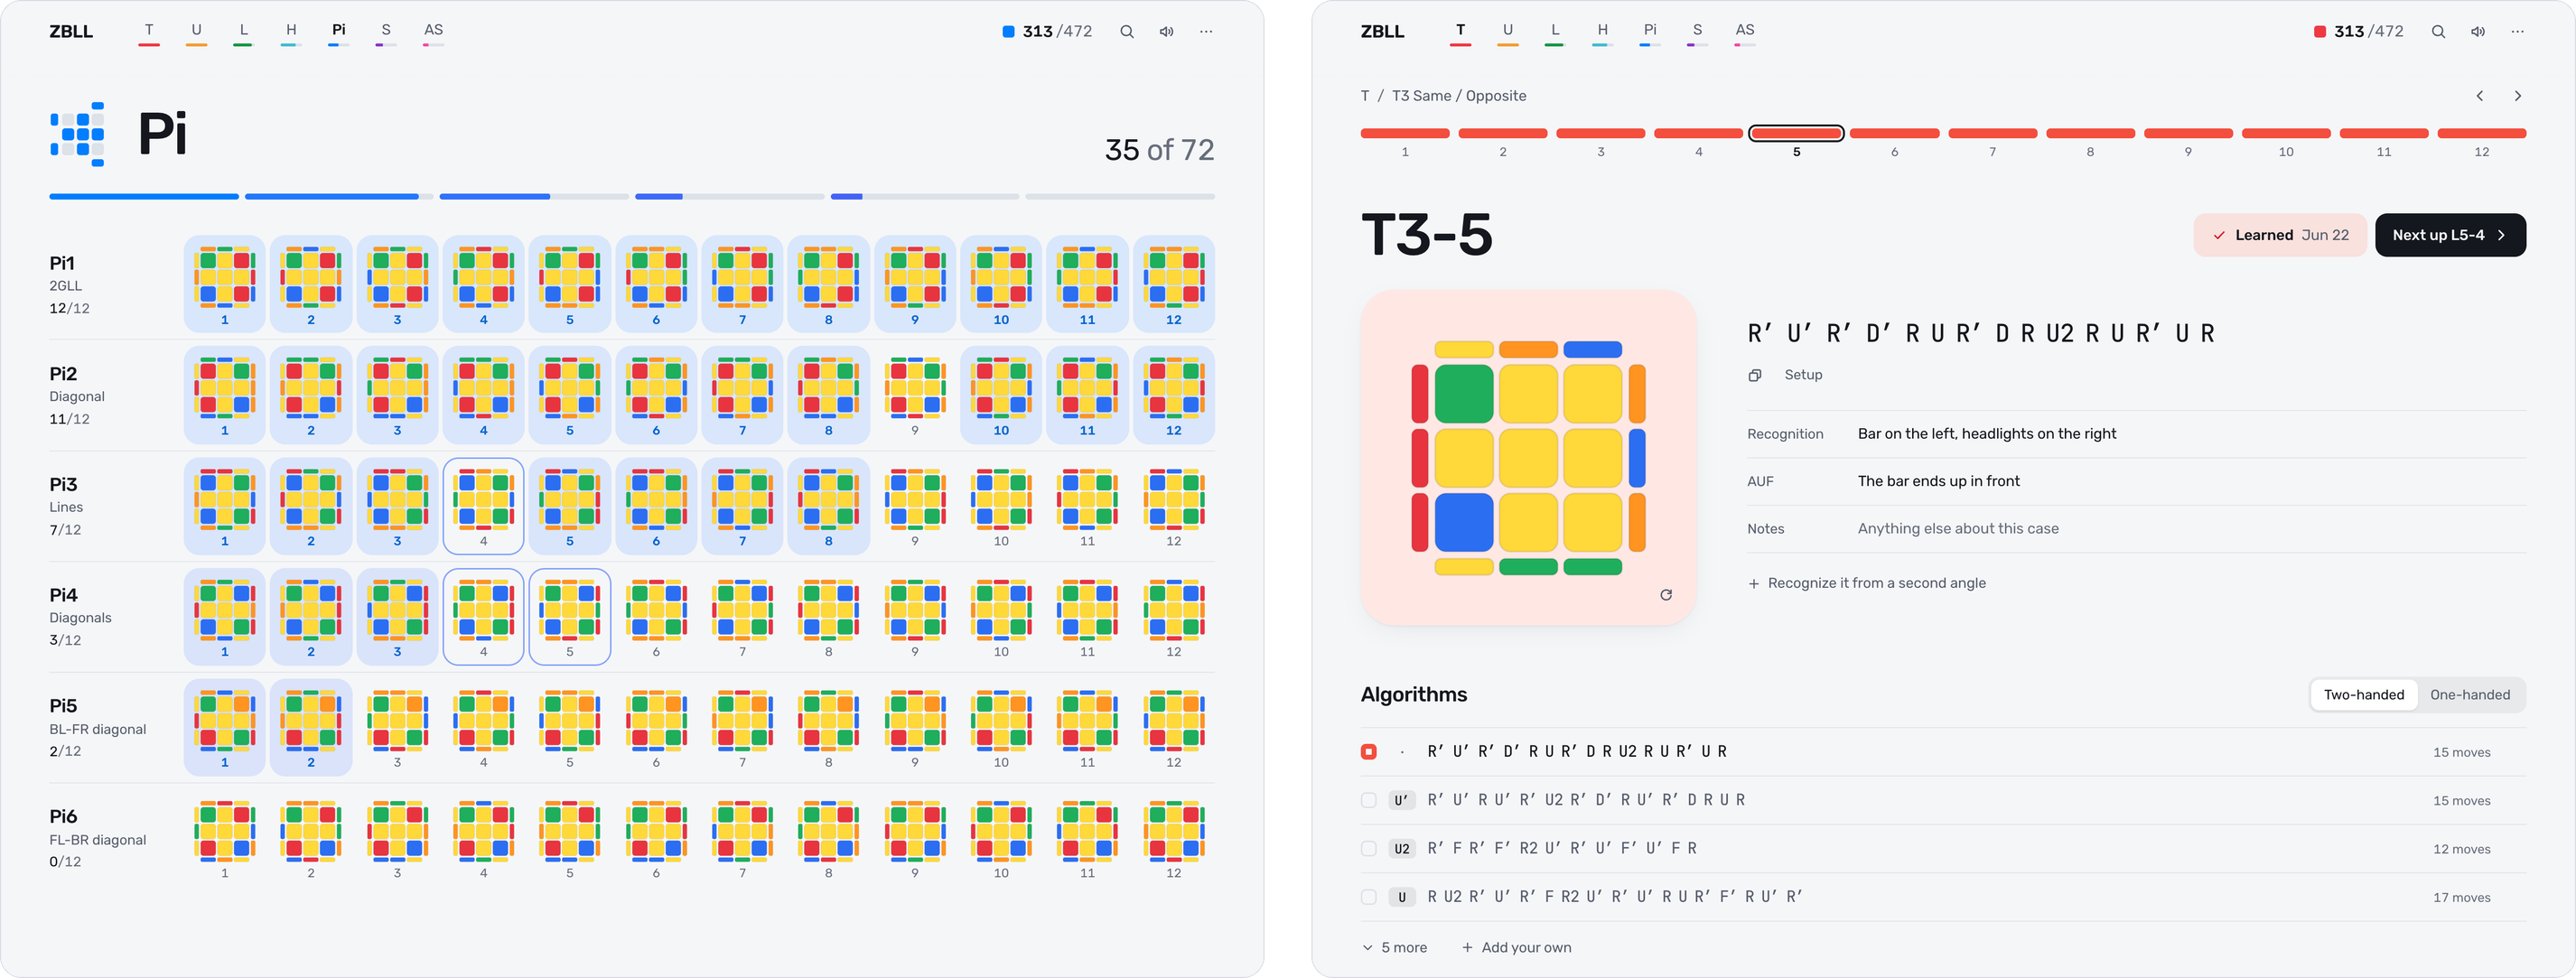 ZBLL T U L H Pi S AS 313 /472
Pi
35 of 72
Pi1
2GLL
12/12
1 2 3 4 5 6 7 8 9 10 11 12
Pi2
Diagonal
11/12
1 2 3 4 5 6 7 8 9 10 11 12
Pi3
Lines
7/12
1 2 3 4 5 6 7 8 9 10 11 12
Pi4
Diagonals
3/12
1 2 3 4 5 6 7 8 9 10 11 12
Pi5
BL-FR diagonal
2/12
1 2 3 4 5 6 7 8 9 10 11 12
Pi6
FL-BR diagonal
0/12
1 2 3 4 5 6 7 8 9 10 11 12
ZBLL T U L H Pi S AS 313 /472
T / T3 Same / Opposite
1 2 3 4 5 6 7 8 9 10 11 12
T3-5
Learned Jun 22
Next up L5-4
R′ U′ R′ D′ R U R′ D R U2 R U R′ U R
Setup
Recognition Bar on the left, headlights on the right
AUF The bar ends up in front
Notes Anything else about this case
+ Recognize it from a second angle
Algorithms
Two-handed One-handed
· R′ U′ R′ D′ R U R′ D R U2 R U R′ U R 15 moves
U′ R′ U′ R U′ R′ U2 R′ D′ R U′ R′ D R U R 15 moves
U2 R′ F R′ F′ R2 U′ R′ U′ F′ U′ F R 12 moves
U R U2 R′ U′ R′ F R2 U′ R′ U′ R U R′ F′ R U′ R′ 17 moves
5 more + Add your own